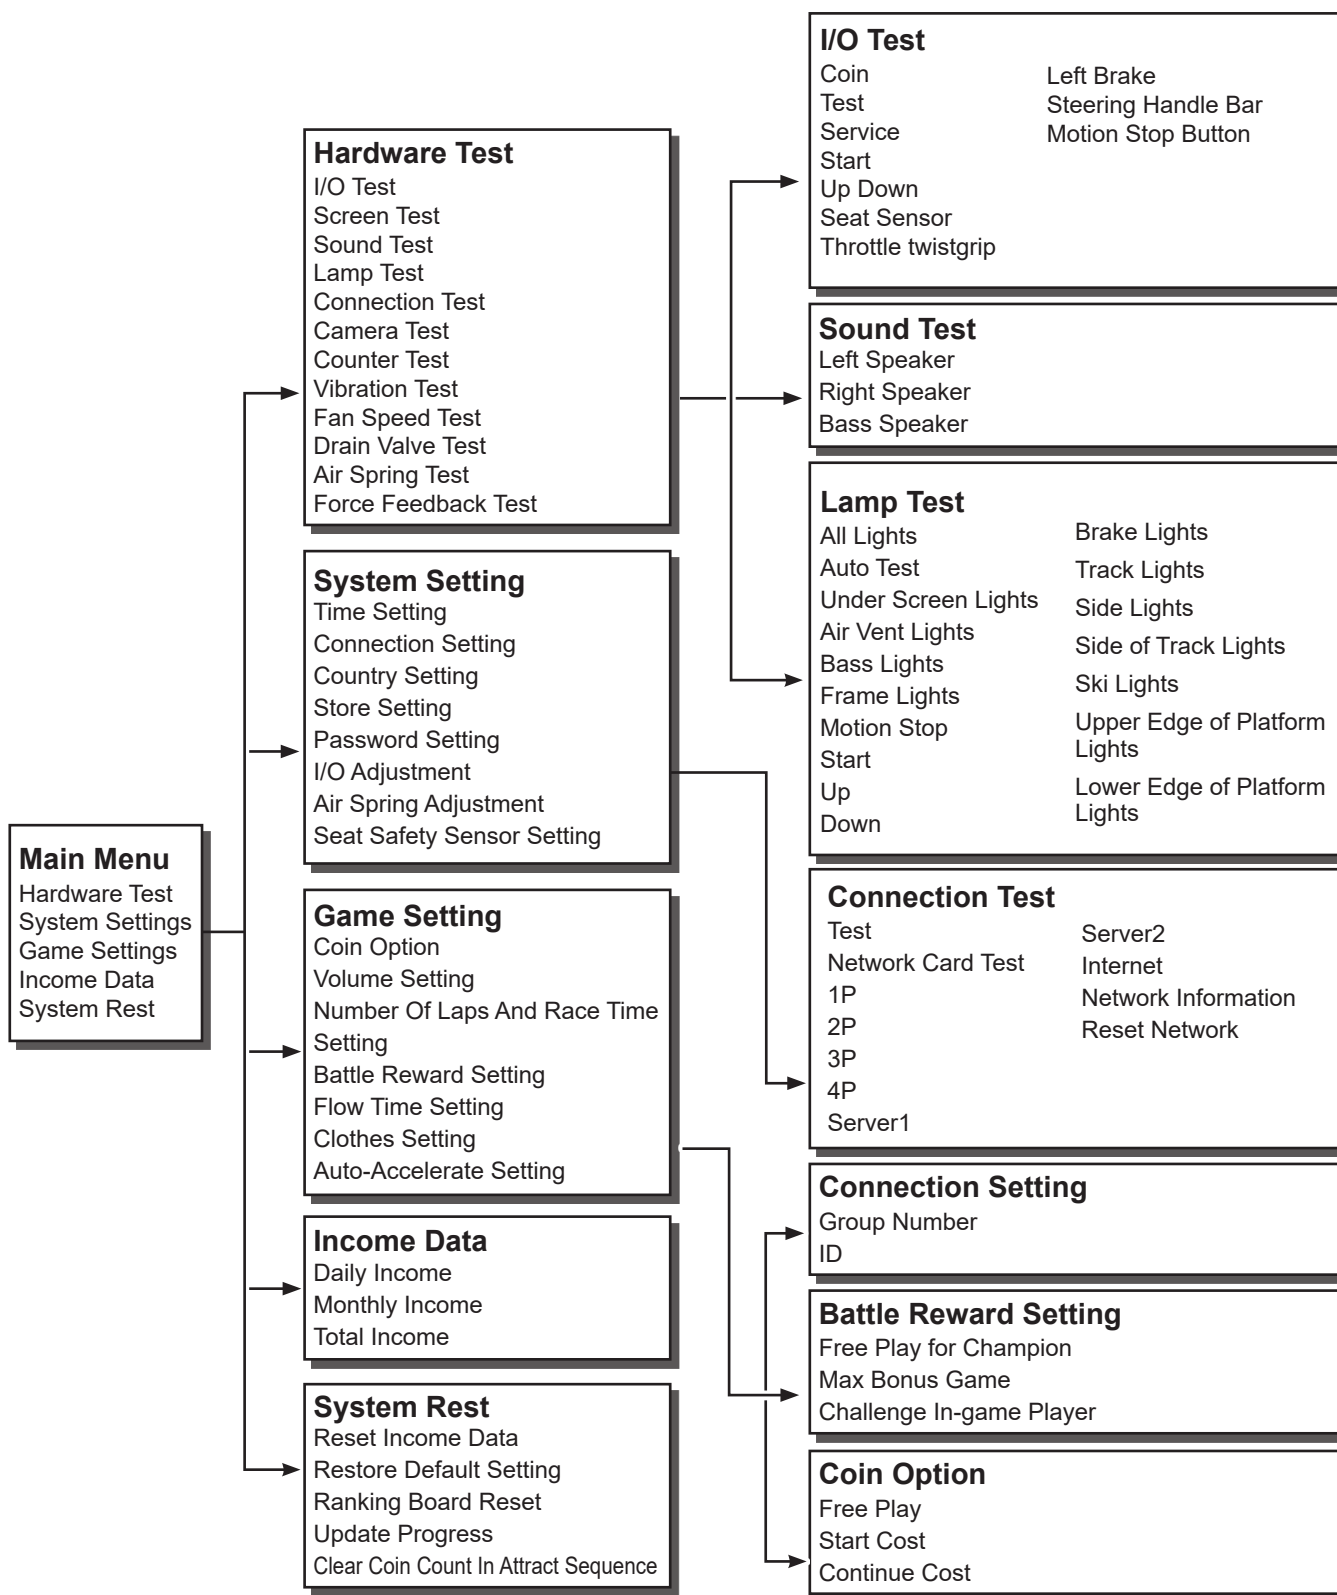 Main Menu
Hardware Test
System Settings
Game Settings
Income Data
System Rest
Hardware Test
I/O Test
Screen Test
Sound Test
Lamp Test
Connection Test
Camera Test
Counter Test
Vibration Test
Fan Speed Test
Drain Valve Test
Air Spring Test
Force Feedback Test
System Setting
Time Setting
Connection Setting
Country Setting
Store Setting
Password Setting
I/O Adjustment
Air Spring Adjustment
Seat Safety Sensor Setting
Game Setting
Coin Option
Volume Setting
Number Of Laps And Race Time
Setting
Battle Reward Setting
Flow Time Setting
Clothes Setting
Auto-Accelerate Setting
Income Data
Daily Income
Monthly Income
Total Income
System Rest
Reset Income Data
Restore Default Setting
Ranking Board Reset
Update Progress
Clear Coin Count In Attract Sequence
I/O Test
Coin
Test
Service
Start
Up Down
Seat Sensor
Throttle twistgrip
Left Brake
Steering Handle Bar
Motion Stop Button
Sound Test
Left Speaker
Right Speaker
Bass Speaker
Lamp Test
All Lights
Auto Test
Under Screen Lights
Air Vent Lights
Bass Lights
Frame Lights
Motion Stop
Start
Up
Down
Brake Lights
Track Lights
Side Lights
Side of Track Lights
Ski Lights
Upper Edge of Platform
Lights
Lower Edge of Platform
Lights
Connection Test
Test
Network Card Test
1P
2P
3P
4P
Server1
Server2
Internet
Network Information
Reset Network
Connection Setting
Group Number
ID
Battle Reward Setting
Free Play for Champion
Max Bonus Game
Challenge In-game Player
Coin Option
Free Play
Start Cost
Continue Cost